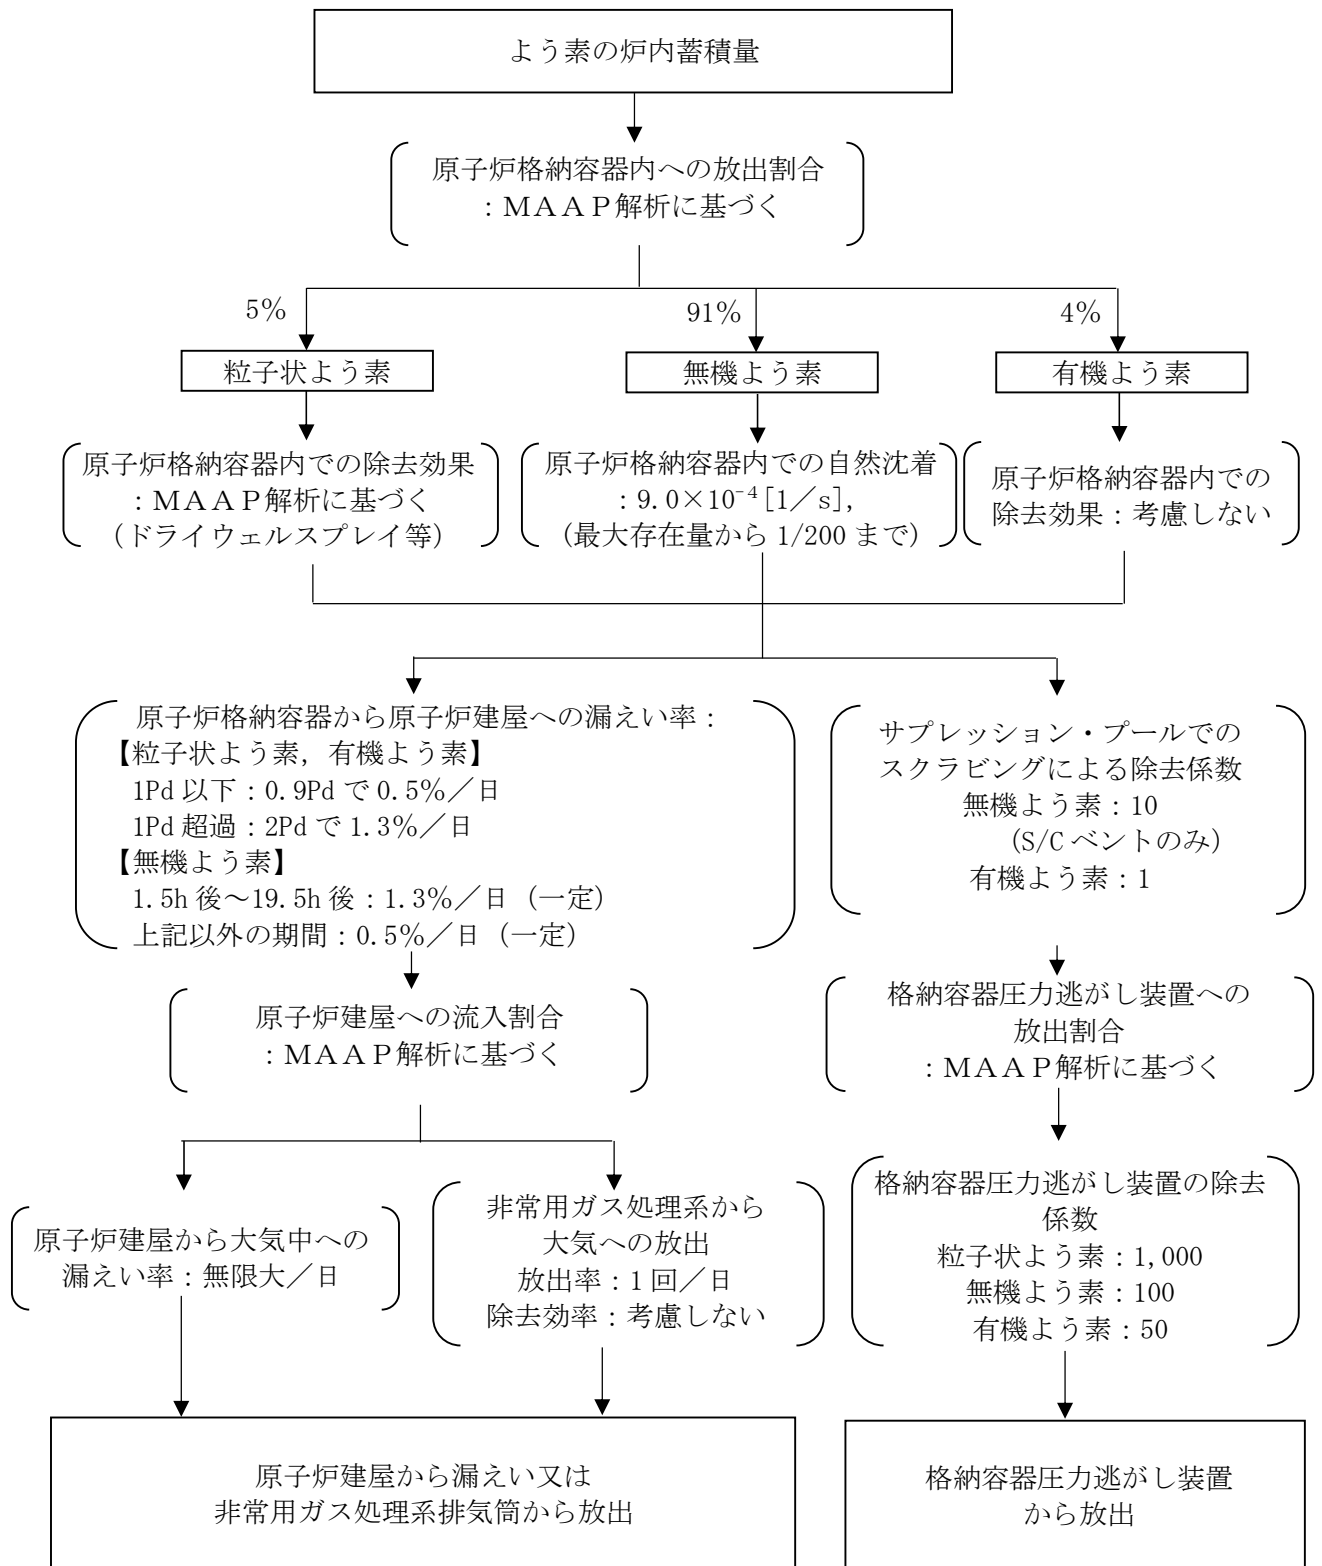 よう素の炉内蓄積量
原子炉格納容器内への放出割合
：ＭＡＡＰ解析に基づく
5％
91％
4％
粒子状よう素
無機よう素
有機よう素
原子炉格納容器内での除去効果
：ＭＡＡＰ解析に基づく
（ドライウェルスプレイ等）
原子炉格納容器内での自然沈着
：9.0×10⁻⁴[1／s]，
（最大存在量から 1/200 まで）
原子炉格納容器内での
除去効果：考慮しない
原子炉格納容器から原子炉建屋への漏えい率：
【粒子状よう素，有機よう素】
1Pd 以下：0.9Pd で 0.5％／日
1Pd 超過：2Pd で 1.3％／日
【無機よう素】
1.5h 後～19.5h 後：1.3％／日（一定）
上記以外の期間：0.5％／日（一定）
サプレッション・プールでの
スクラビングによる除去係数
無機よう素：10
（S/C ベントのみ）
有機よう素：1
原子炉建屋への流入割合
：ＭＡＡＰ解析に基づく
格納容器圧力逃がし装置への
放出割合
：ＭＡＡＰ解析に基づく
原子炉建屋から大気中への
漏えい率：無限大／日
非常用ガス処理系から
大気への放出
放出率：1 回／日
除去効率：考慮しない
格納容器圧力逃がし装置の除去
係数
粒子状よう素：1,000
無機よう素：100
有機よう素：50
原子炉建屋から漏えい又は
非常用ガス処理系排気筒から放出
格納容器圧力逃がし装置
から放出